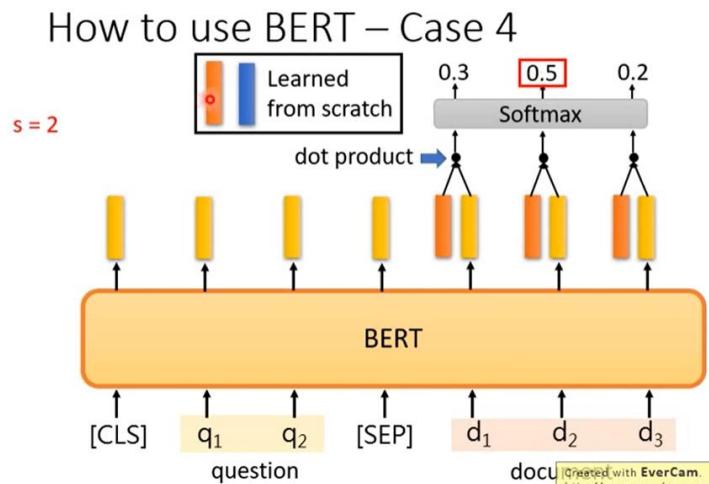 How to use BERT – Case 4
Learned
from scratch
s = 2
0.3 0.5 0.2
Softmax
dot product
BERT
[CLS] q1 q2 [SEP] d1 d2 d3
question
Created with EverCam.